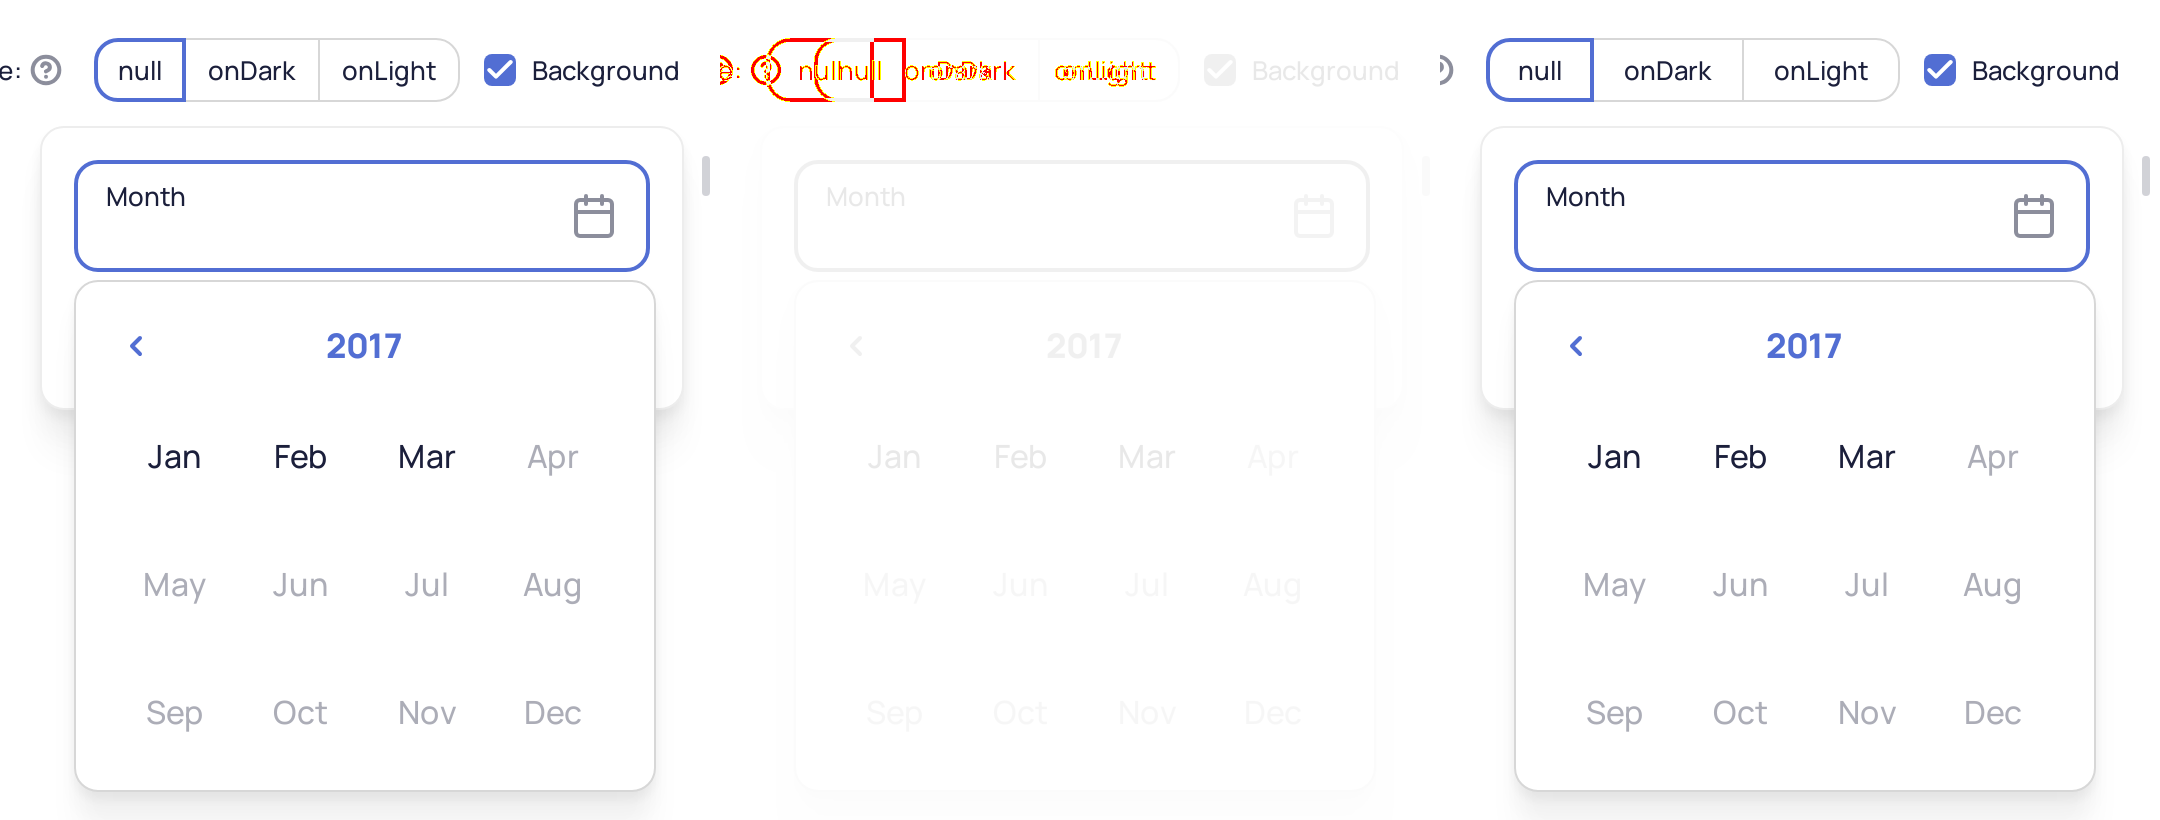 e: null onDark onLight Background
Month
2017
Jan Feb Mar Apr
May Jun Jul Aug
Sep Oct Nov Dec
e: null null onDark onLight Background
Month
2017
Jan Feb Mar Apr
May Jun Jul Aug
Sep Oct Nov Dec
null onDark onLight Background
Month
2017
Jan Feb Mar Apr
May Jun Jul Aug
Sep Oct Nov Dec